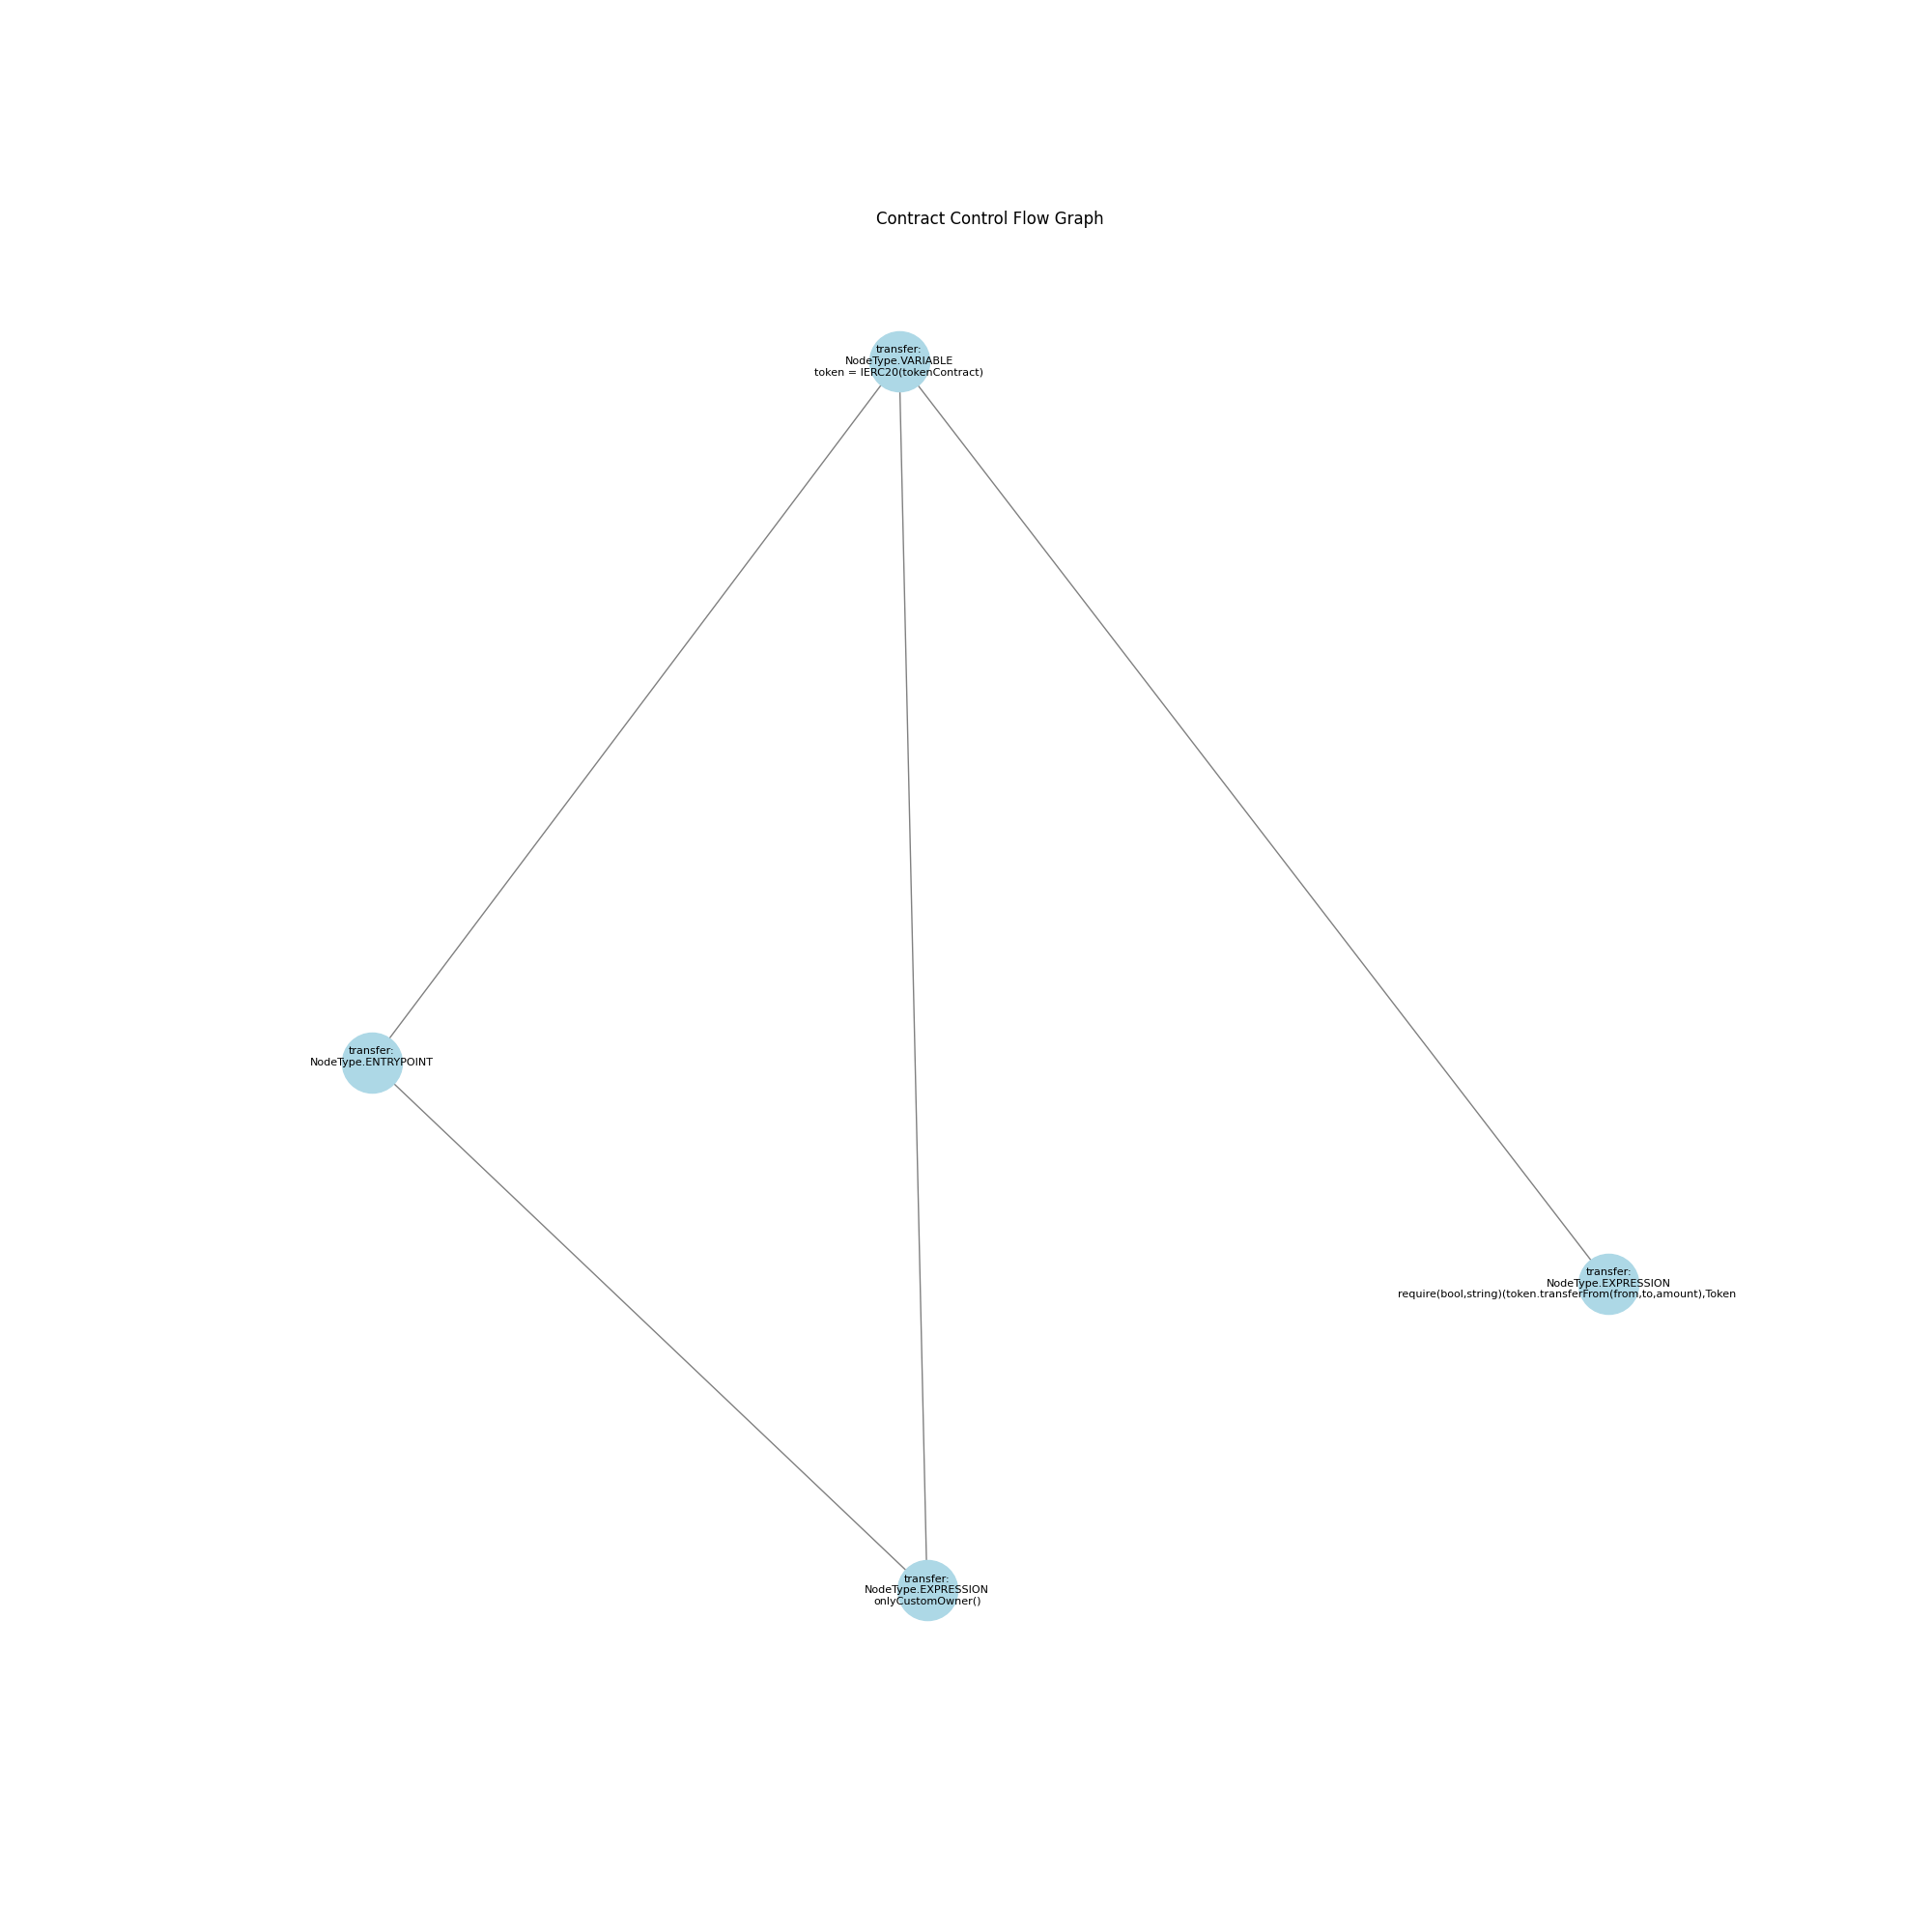 Contract Control Flow Graph
transfer:
NodeType.VARIABLE
token = IERC20(tokenContract)
transfer:
NodeType.ENTRYPOINT
transfer:
NodeType.EXPRESSION
require(bool,string)(token.transferFrom(from,to,amount),Token
transfer:
NodeType.EXPRESSION
onlyCustomOwner()